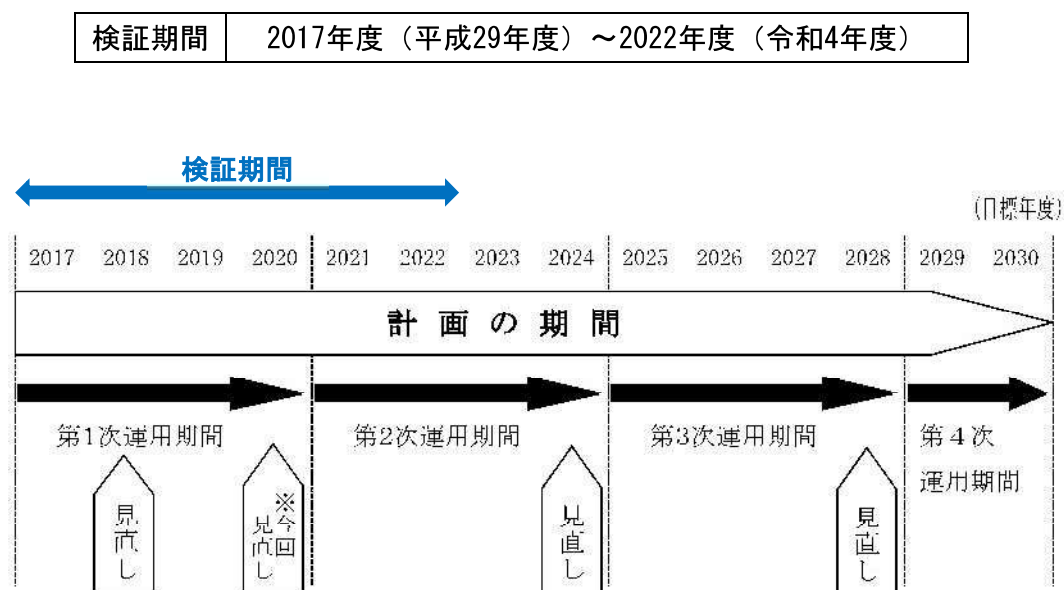 検証期間 2017年度（平成29年度）～2022年度（令和4年度）
検証期間
(目標年度)
2017 2018 2019 2020 2021 2022 2023 2024 2025 2026 2027 2028 2029 2030
計画の期間
第1次運用期間 第2次運用期間 第3次運用期間 第4次
運用期間
見直し
※今回
見直し
見直し
見直し